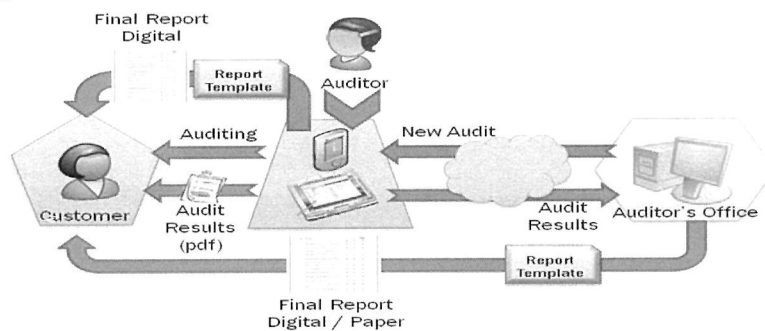 Final Report
Digital
Report
Template
Auditor
Auditing
New Audit
Customer
Audit
Results
(pdf)
Audit
Results
Auditor's Office
Report
Template
Final Report
Digital / Paper